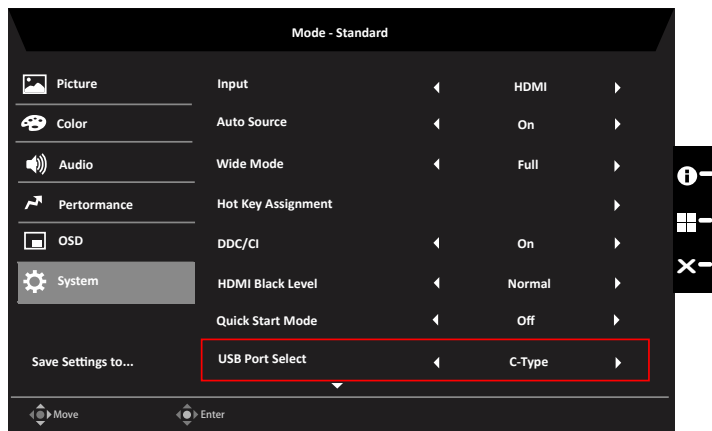 Mode - Standard
Picture
Color
Audio
Pertormance
OSD
System
Save Settings to...
Input HDMI
Auto Source On
Wide Mode Full
Hot Key Assignment
DDC/CI On
HDMI Black Level Normal
Quick Start Mode Off
USB Port Select C-Type
Move Enter